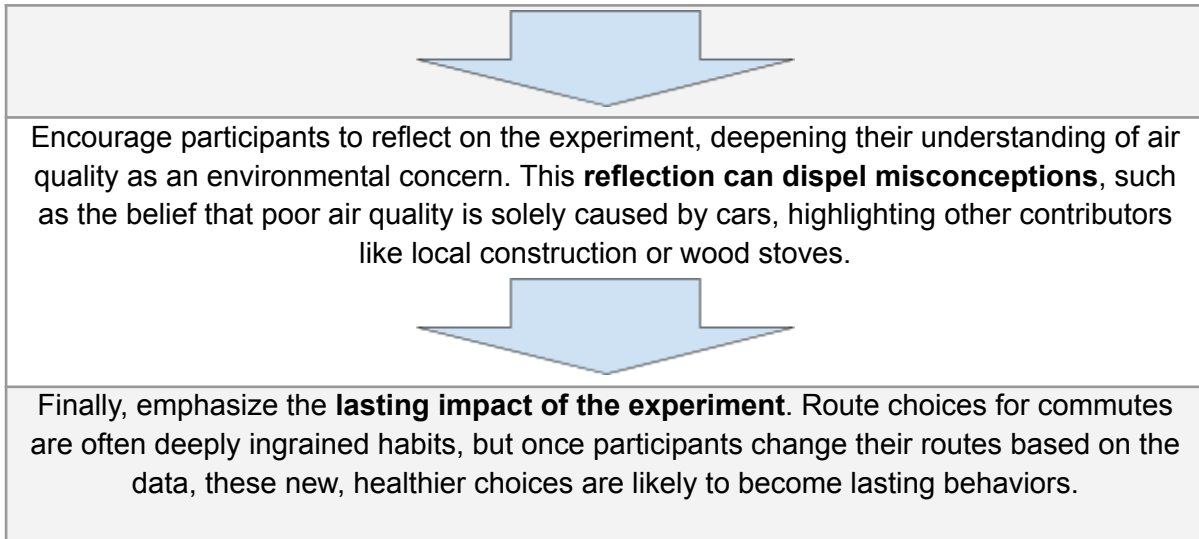 Encourage participants to reflect on the experiment, deepening their understanding of air
quality as an environmental concern. This reflection can dispel misconceptions, such
as the belief that poor air quality is solely caused by cars, highlighting other contributors
like local construction or wood stoves.
Finally, emphasize the lasting impact of the experiment. Route choices for commutes
are often deeply ingrained habits, but once participants change their routes based on the
data, these new, healthier choices are likely to become lasting behaviors.